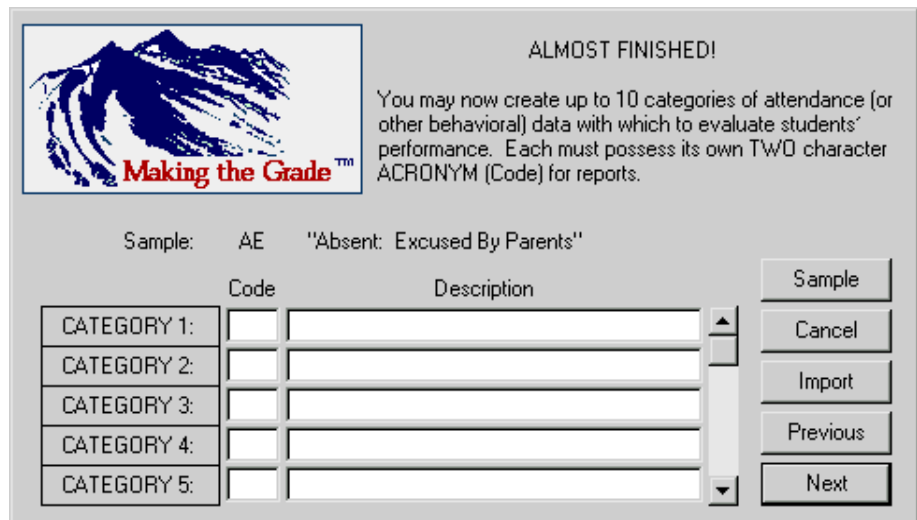 ALMOST FINISHED!
You may now create up to 10 categories of attendance (or
other behavioral) data with which to evaluate students'
performance.  Each must possess its own TWO character
ACRONYM (Code) for reports.
Making the Grade™
Sample: AE "Absent:  Excused By Parents"
Code Description
CATEGORY 1:
CATEGORY 2:
CATEGORY 3:
CATEGORY 4:
CATEGORY 5:
Sample
Cancel
Import
Previous
Next